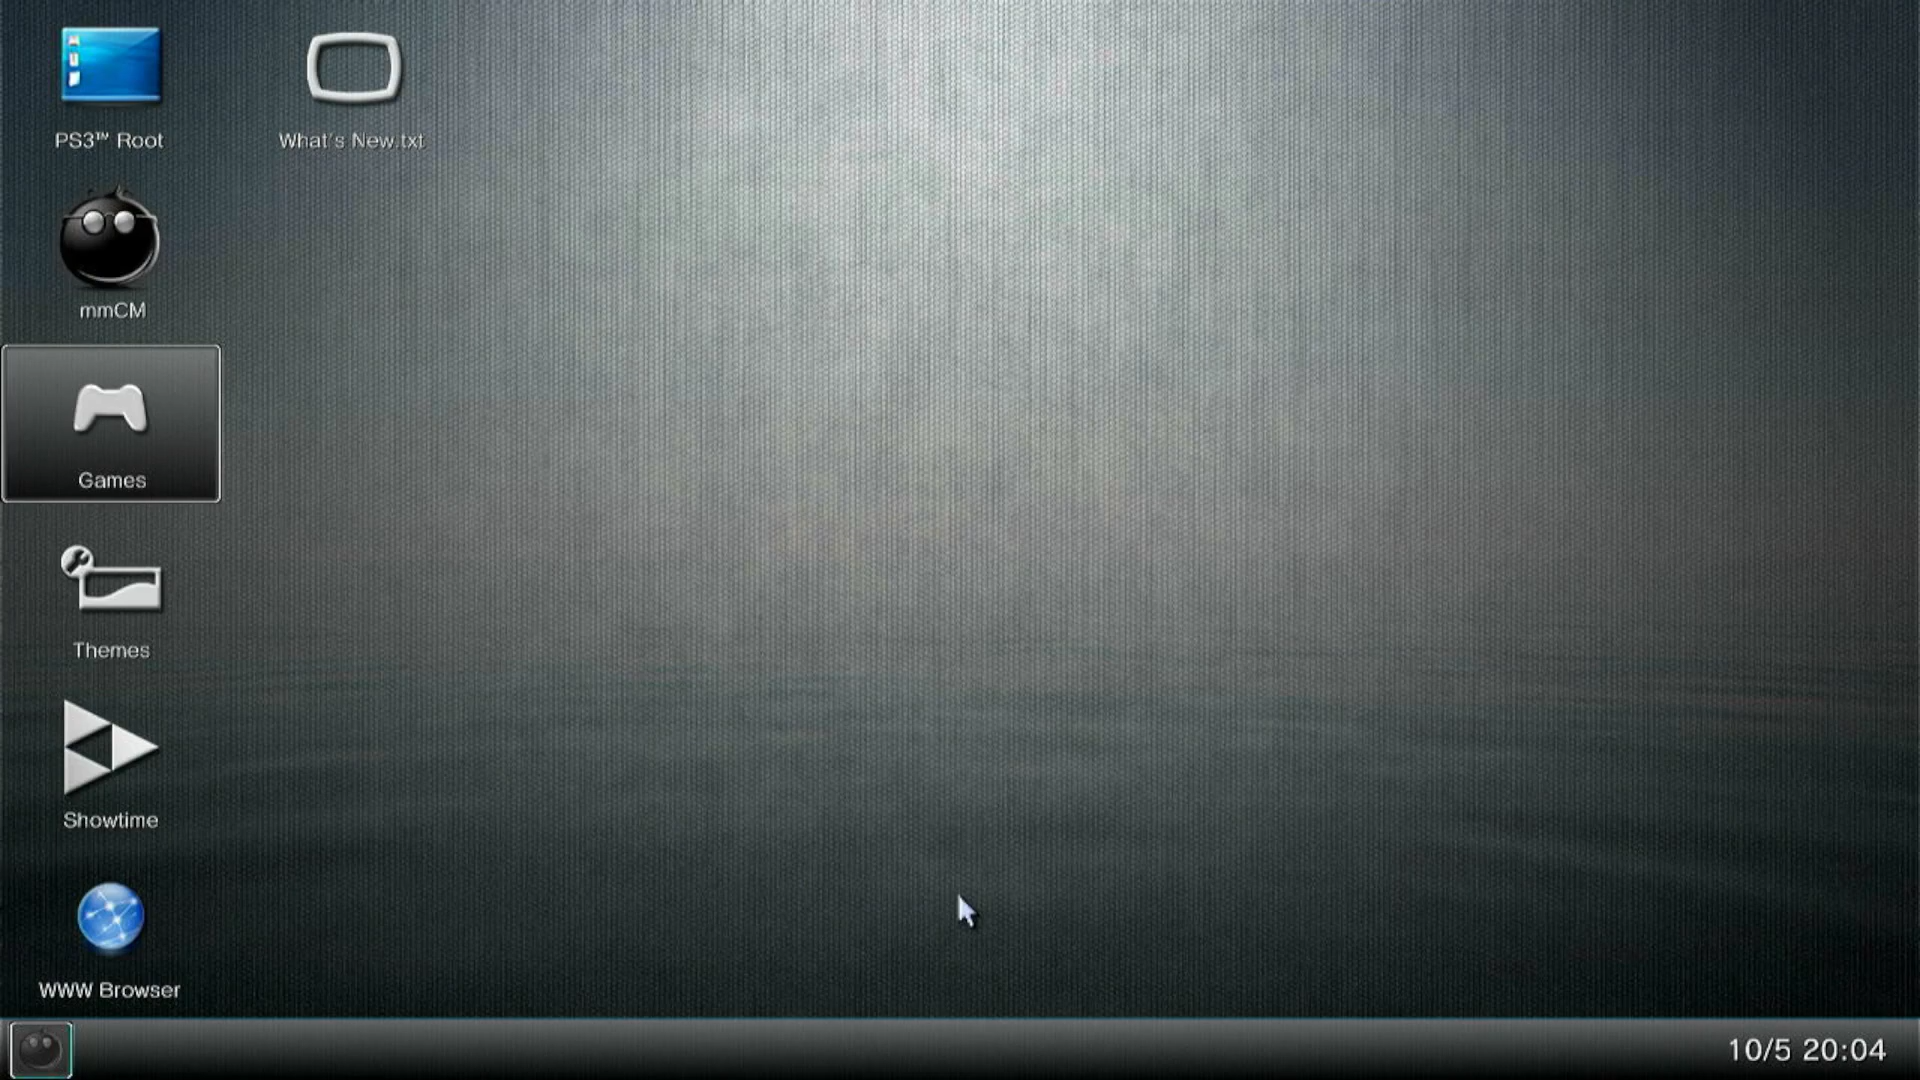 PS3™ Root
What's New.txt
mmCM
Games
Themes
Showtime
WWW Browser
10/5 20:04